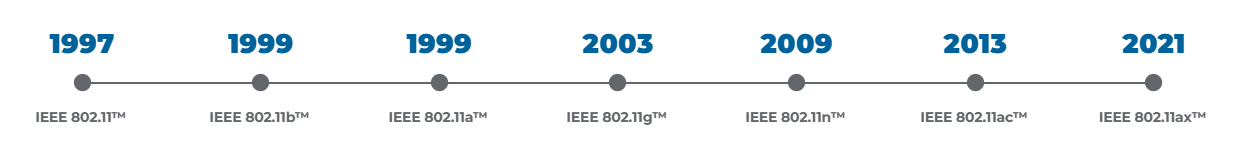 1997 1999 1999 2003 2009 2013 2021
IEEE 802.11™ IEEE 802.11b™ IEEE 802.11a™ IEEE 802.11g™ IEEE 802.11n™ IEEE 802.11ac™ IEEE 802.11ax™